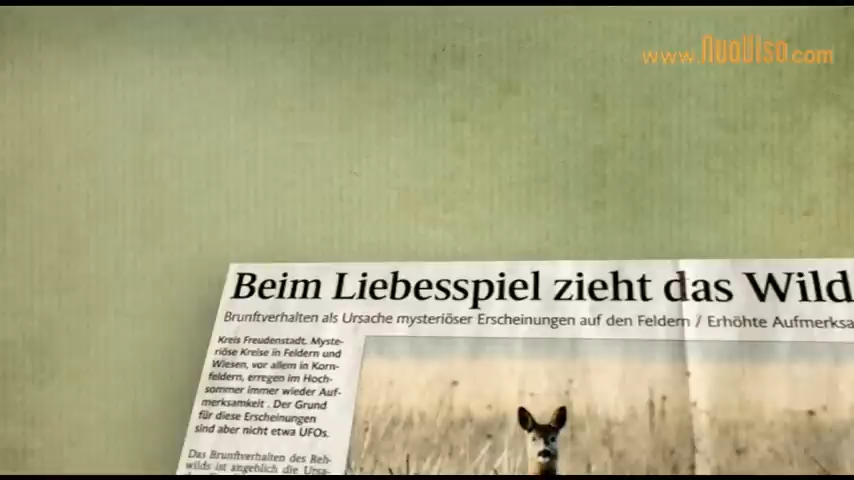 www.NuoViso.com
Beim Liebesspiel zieht das Wild
Brunftverhalten als Ursache mysteriöser Erscheinungen auf den Feldern / Erhöhte Aufmerksa
Kreis Freudenstadt. Myste-
riöse Kreise in Feldern und
Wiesen, vor allem in Korn-
feldern, erregen im Hoch-
sommer immer wieder Auf-
merksamkeit . Der Grund
für diese Erscheinungen
sind aber nicht etwa UFOs.
Das Brunftverhalten des Reh-
wilds ist angeblich die Ursa-